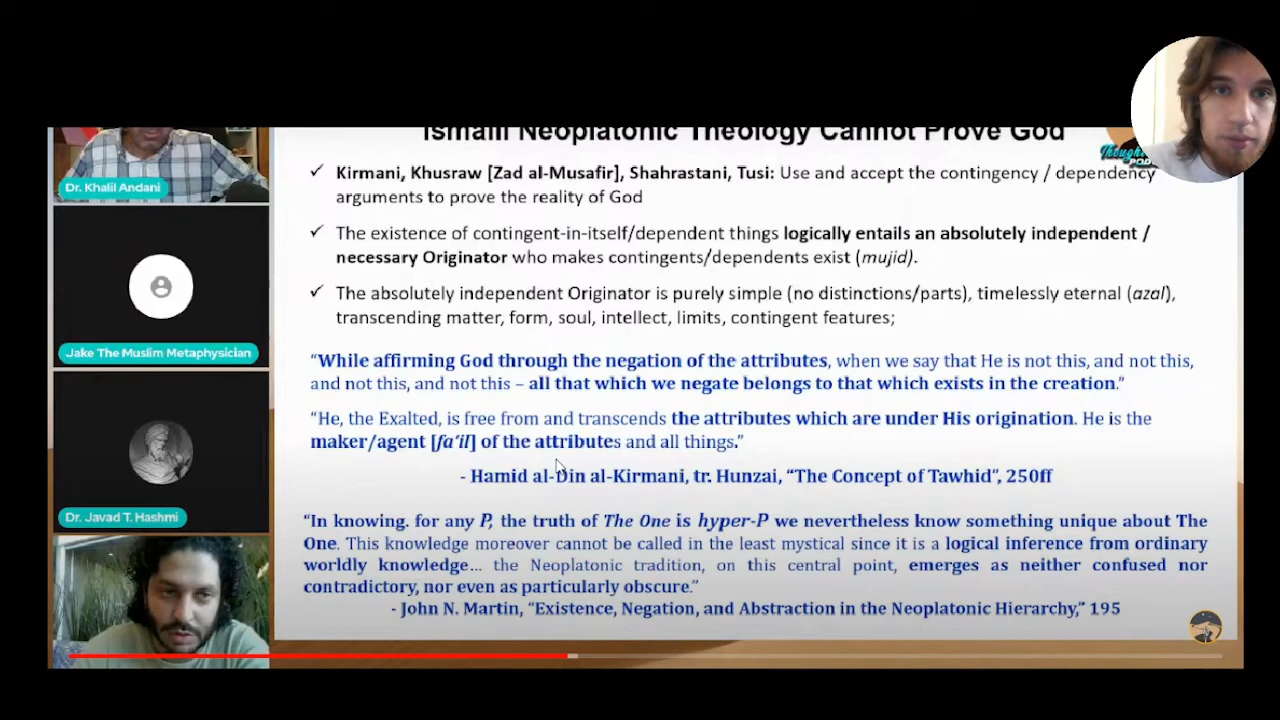 Ismaili Neoplatonic Theology Cannot Prove God
✓ Kirmani, Khusraw [Zad al-Musafir], Shahrastani, Tusi: Use and accept the contingency / dependency
arguments to prove the reality of God
✓ The existence of contingent-in-itself/dependent things logically entails an absolutely independent /
necessary Originator who makes contingents/dependents exist (mujid).
✓ The absolutely independent Originator is purely simple (no distinctions/parts), timelessly eternal (azal),
transcending matter, form, soul, intellect, limits, contingent features;
“While affirming God through the negation of the attributes, when we say that He is not this, and not this,
and not this, and not this – all that which we negate belongs to that which exists in the creation.”
“He, the Exalted, is free from and transcends the attributes which are under His origination. He is the
maker/agent [fa‘il] of the attributes and all things.”
- Hamid al-Din al-Kirmani, tr. Hunzai, “The Concept of Tawhid”, 250ff
“In knowing. for any P, the truth of The One is hyper-P we nevertheless know something unique about The
One. This knowledge moreover cannot be called in the least mystical since it is a logical inference from ordinary
worldly knowledge… the Neoplatonic tradition, on this central point, emerges as neither confused nor
contradictory, nor even as particularly obscure.”
- John N. Martin, “Existence, Negation, and Abstraction in the Neoplatonic Hierarchy,” 195
Dr. Khalil Andani
Jake The Muslim Metaphysician
Dr. Javad T. Hashmi